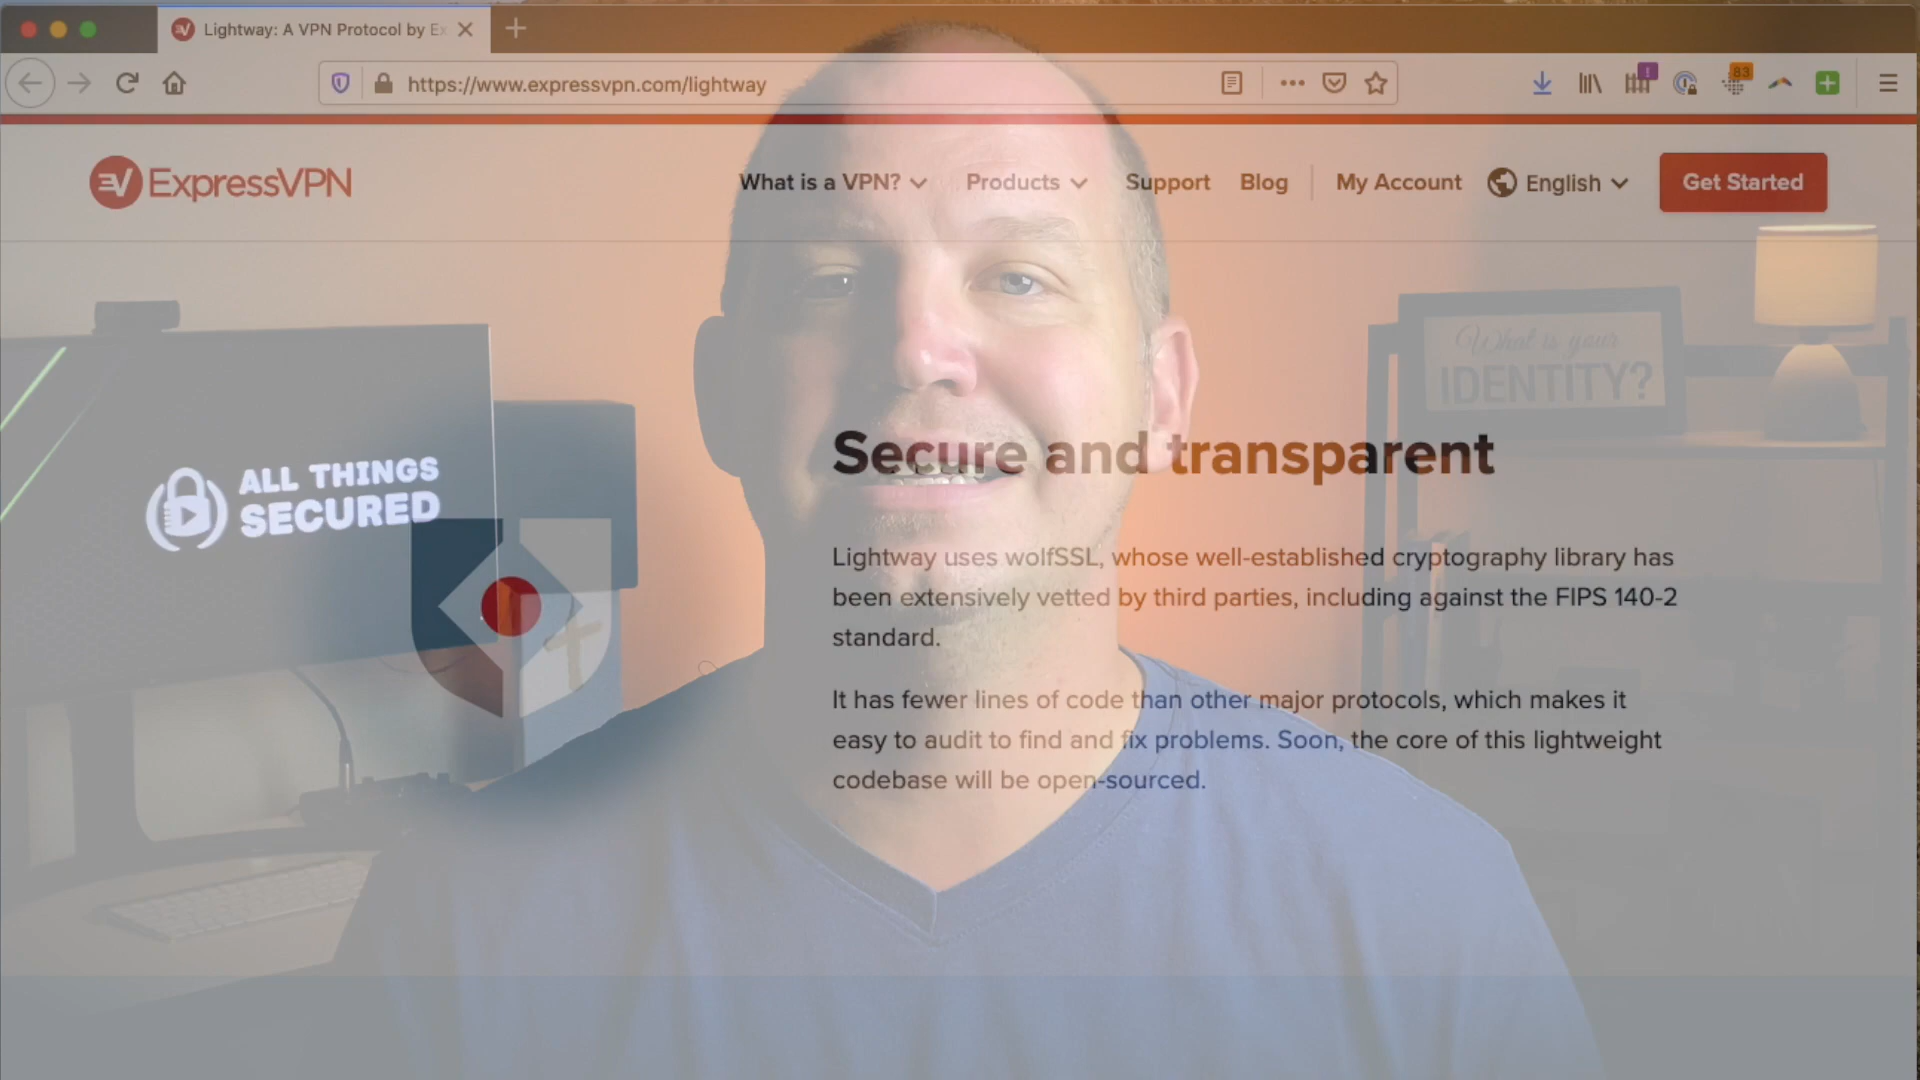 Lightway: A VPN Protocol by Ex
https://www.expressvpn.com/lightway
83
ExpressVPN
What is a VPN?
Products
Support
Blog
My Account
English
Get Started
What is your
IDENTITY?
ALL THINGS
SECURED
Secure and transparent
Lightway uses wolfSSL, whose well-established cryptography library has
been extensively vetted by third parties, including against the FIPS 140-2
standard.
It has fewer lines of code than other major protocols, which makes it
easy to audit to find and fix problems. Soon, the core of this lightweight
codebase will be open-sourced.